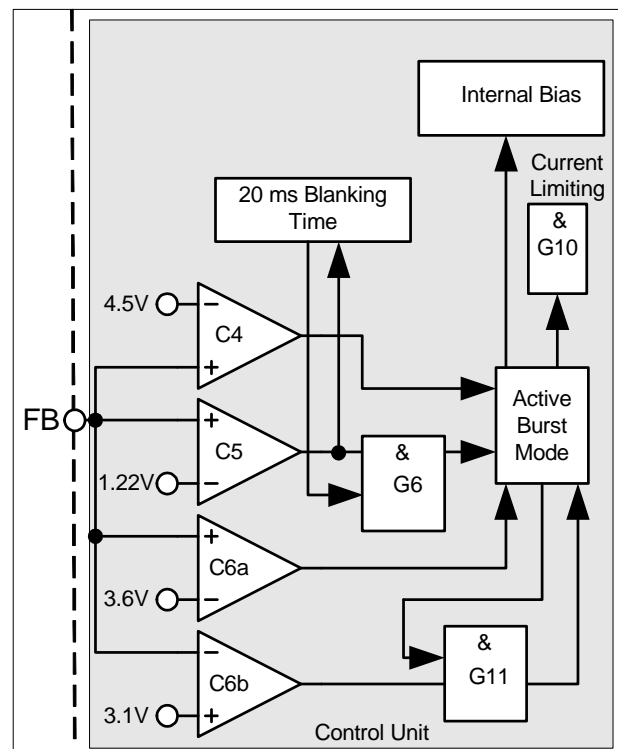 Internal Bias
Current
Limiting
20 ms Blanking
Time
&
G10
4.5V
C4
FB
C5
Active
Burst
Mode
&
G6
1.22V
C6a
3.6V
&
G11
C6b
3.1V
Control Unit
−
+
+
−
+
−
−
+